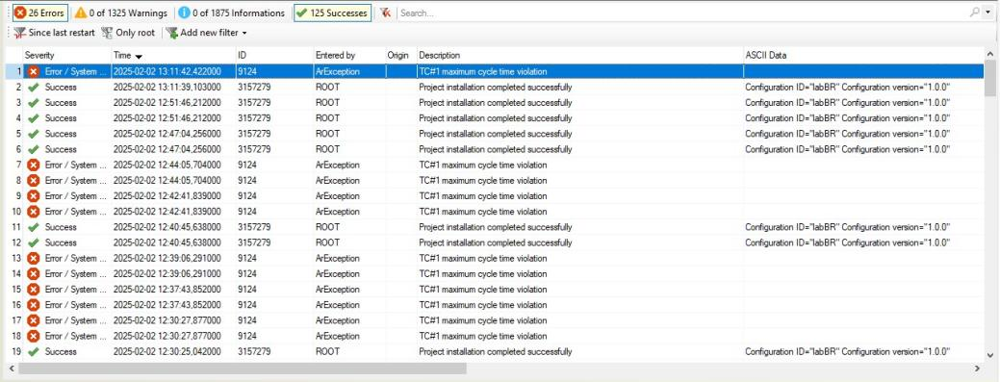 26 Errors 0 of 1325 Warnings 0 of 1875 Informations 125 Successes Search...
Since last restart Only root Add new filter
Severity Time ID Entered by Origin Description ASCII Data
1 Error / System ... 2025-02-02 13:11:42,422000 9124 ArException TC#1 maximum cycle time violation
2 Success 2025-02-02 13:11:39,103000 3157279 ROOT Project installation completed successfully Configuration ID="labBR" Configuration version="1.0.0"
3 Success 2025-02-02 12:51:46,212000 3157279 ROOT Project installation completed successfully Configuration ID="labBR" Configuration version="1.0.0"
4 Success 2025-02-02 12:51:46,212000 3157279 ROOT Project installation completed successfully Configuration ID="labBR" Configuration version="1.0.0"
5 Success 2025-02-02 12:47:04,256000 3157279 ROOT Project installation completed successfully Configuration ID="labBR" Configuration version="1.0.0"
6 Success 2025-02-02 12:47:04,256000 3157279 ROOT Project installation completed successfully Configuration ID="labBR" Configuration version="1.0.0"
7 Error / System ... 2025-02-02 12:44:05,704000 9124 ArException TC#1 maximum cycle time violation
8 Error / System ... 2025-02-02 12:44:05,704000 9124 ArException TC#1 maximum cycle time violation
9 Error / System ... 2025-02-02 12:42:41,839000 9124 ArException TC#1 maximum cycle time violation
10 Error / System ... 2025-02-02 12:42:41,839000 9124 ArException TC#1 maximum cycle time violation
11 Success 2025-02-02 12:40:45,638000 3157279 ROOT Project installation completed successfully Configuration ID="labBR" Configuration version="1.0.0"
12 Success 2025-02-02 12:40:45,638000 3157279 ROOT Project installation completed successfully Configuration ID="labBR" Configuration version="1.0.0"
13 Error / System ... 2025-02-02 12:39:06,291000 9124 ArException TC#1 maximum cycle time violation
14 Error / System ... 2025-02-02 12:39:06,291000 9124 ArException TC#1 maximum cycle time violation
15 Error / System ... 2025-02-02 12:37:43,852000 9124 ArException TC#1 maximum cycle time violation
16 Error / System ... 2025-02-02 12:37:43,852000 9124 ArException TC#1 maximum cycle time violation
17 Error / System ... 2025-02-02 12:30:27,877000 9124 ArException TC#1 maximum cycle time violation
18 Error / System ... 2025-02-02 12:30:27,877000 9124 ArException TC#1 maximum cycle time violation
19 Success 2025-02-02 12:30:25,042000 3157279 ROOT Project installation completed successfully Configuration ID="labBR" Configuration version="1.0.0"